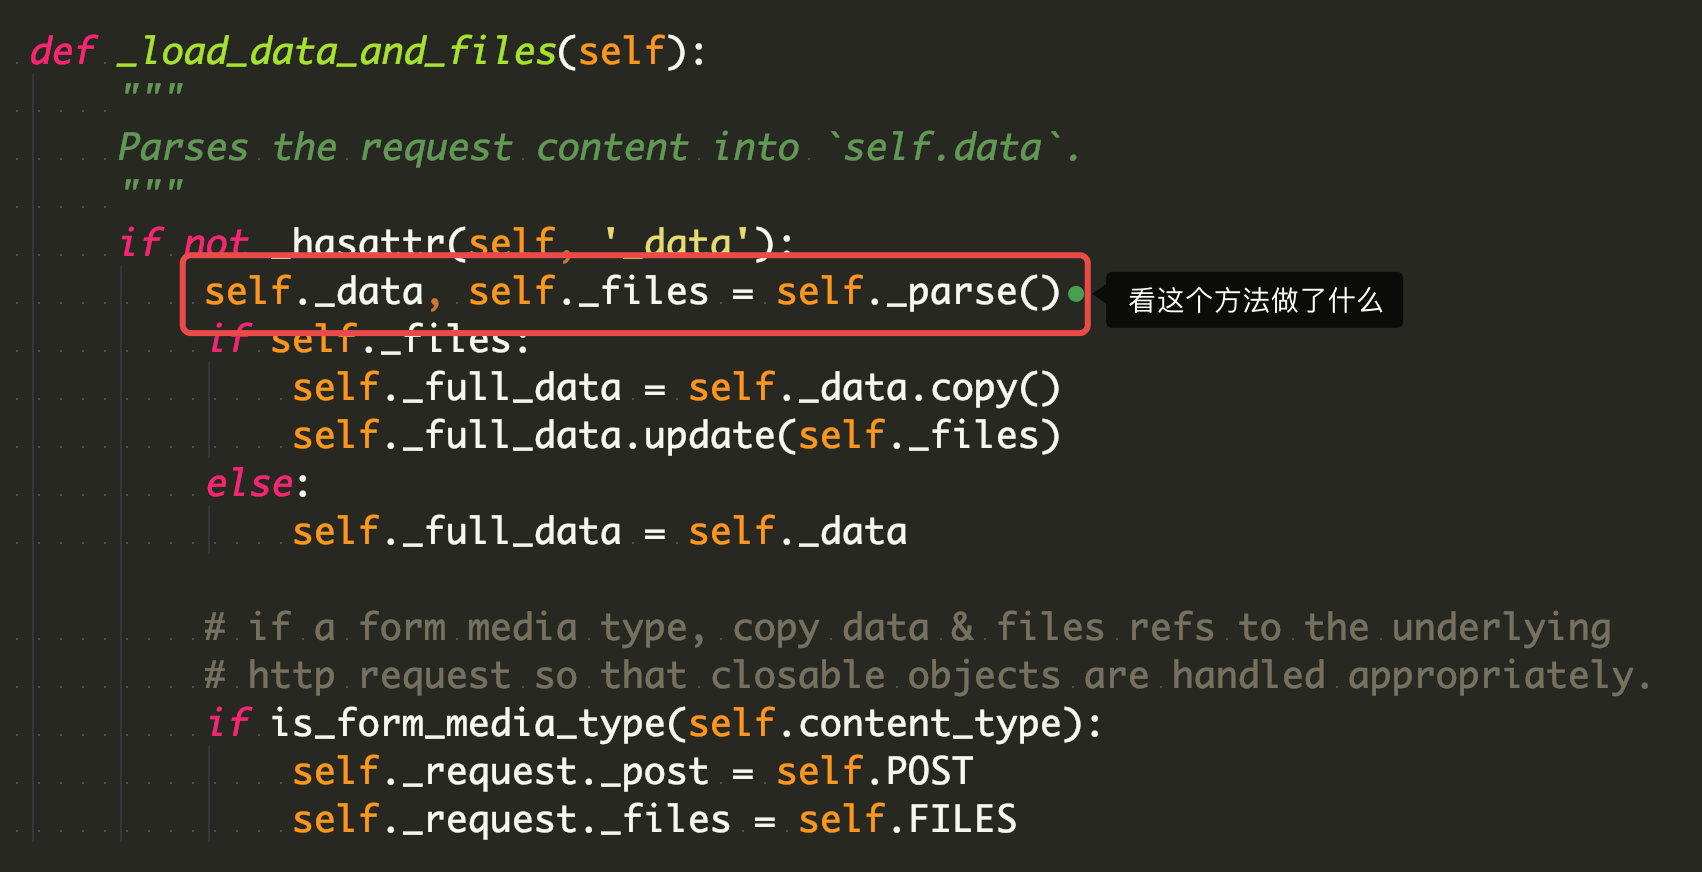 def _load_data_and_files(self):
    """
    Parses the request content into `self.data`.
    """
    if not _hasattr(self, '_data'):
        self._data, self._files = self._parse()
看这个方法做了什么
        if self._files:
            self._full_data = self._data.copy()
            self._full_data.update(self._files)
        else:
            self._full_data = self._data
        # if a form media type, copy data & files refs to the underlying
        # http request so that closable objects are handled appropriately.
        if is_form_media_type(self.content_type):
            self._request._post = self.POST
            self._request._files = self.FILES